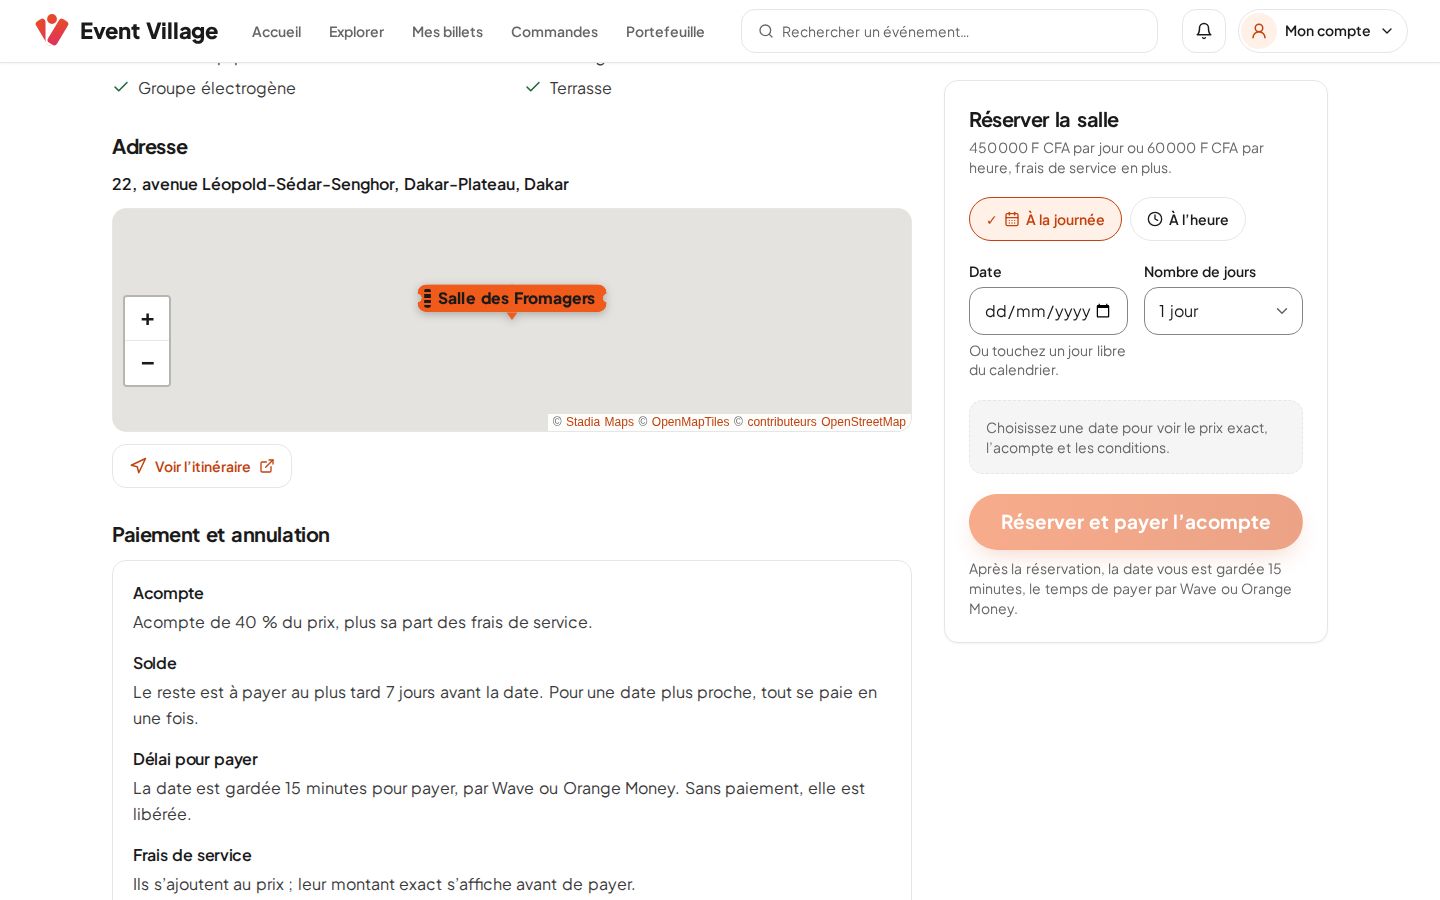 Event Village
Accueil
Explorer
Mes billets
Commandes
Portefeuille
Rechercher un événement…
Mon compte
Groupe électrogène
Terrasse
Adresse
22, avenue Léopold-Sédar-Senghor, Dakar-Plateau, Dakar
+
Salle des Fromagers
−
© Stadia Maps © OpenMapTiles © contributeurs OpenStreetMap
Voir l’itinéraire
Paiement et annulation
Acompte
Acompte de 40 % du prix, plus sa part des frais de service.
Solde
Le reste est à payer au plus tard 7 jours avant la date. Pour une date plus proche, tout se paie en
une fois.
Délai pour payer
La date est gardée 15 minutes pour payer, par Wave ou Orange Money. Sans paiement, elle est
libérée.
Frais de service
Ils s’ajoutent au prix ; leur montant exact s’affiche avant de payer.
Réserver la salle
450000 F CFA par jour ou 60000 F CFA par
heure, frais de service en plus.
✓ À la journée
À l’heure
Date
Nombre de jours
dd/mm/yyyy
1 jour
Ou touchez un jour libre
du calendrier.
Choisissez une date pour voir le prix exact,
l’acompte et les conditions.
Réserver et payer l’acompte
Après la réservation, la date vous est gardée 15
minutes, le temps de payer par Wave ou Orange
Money.